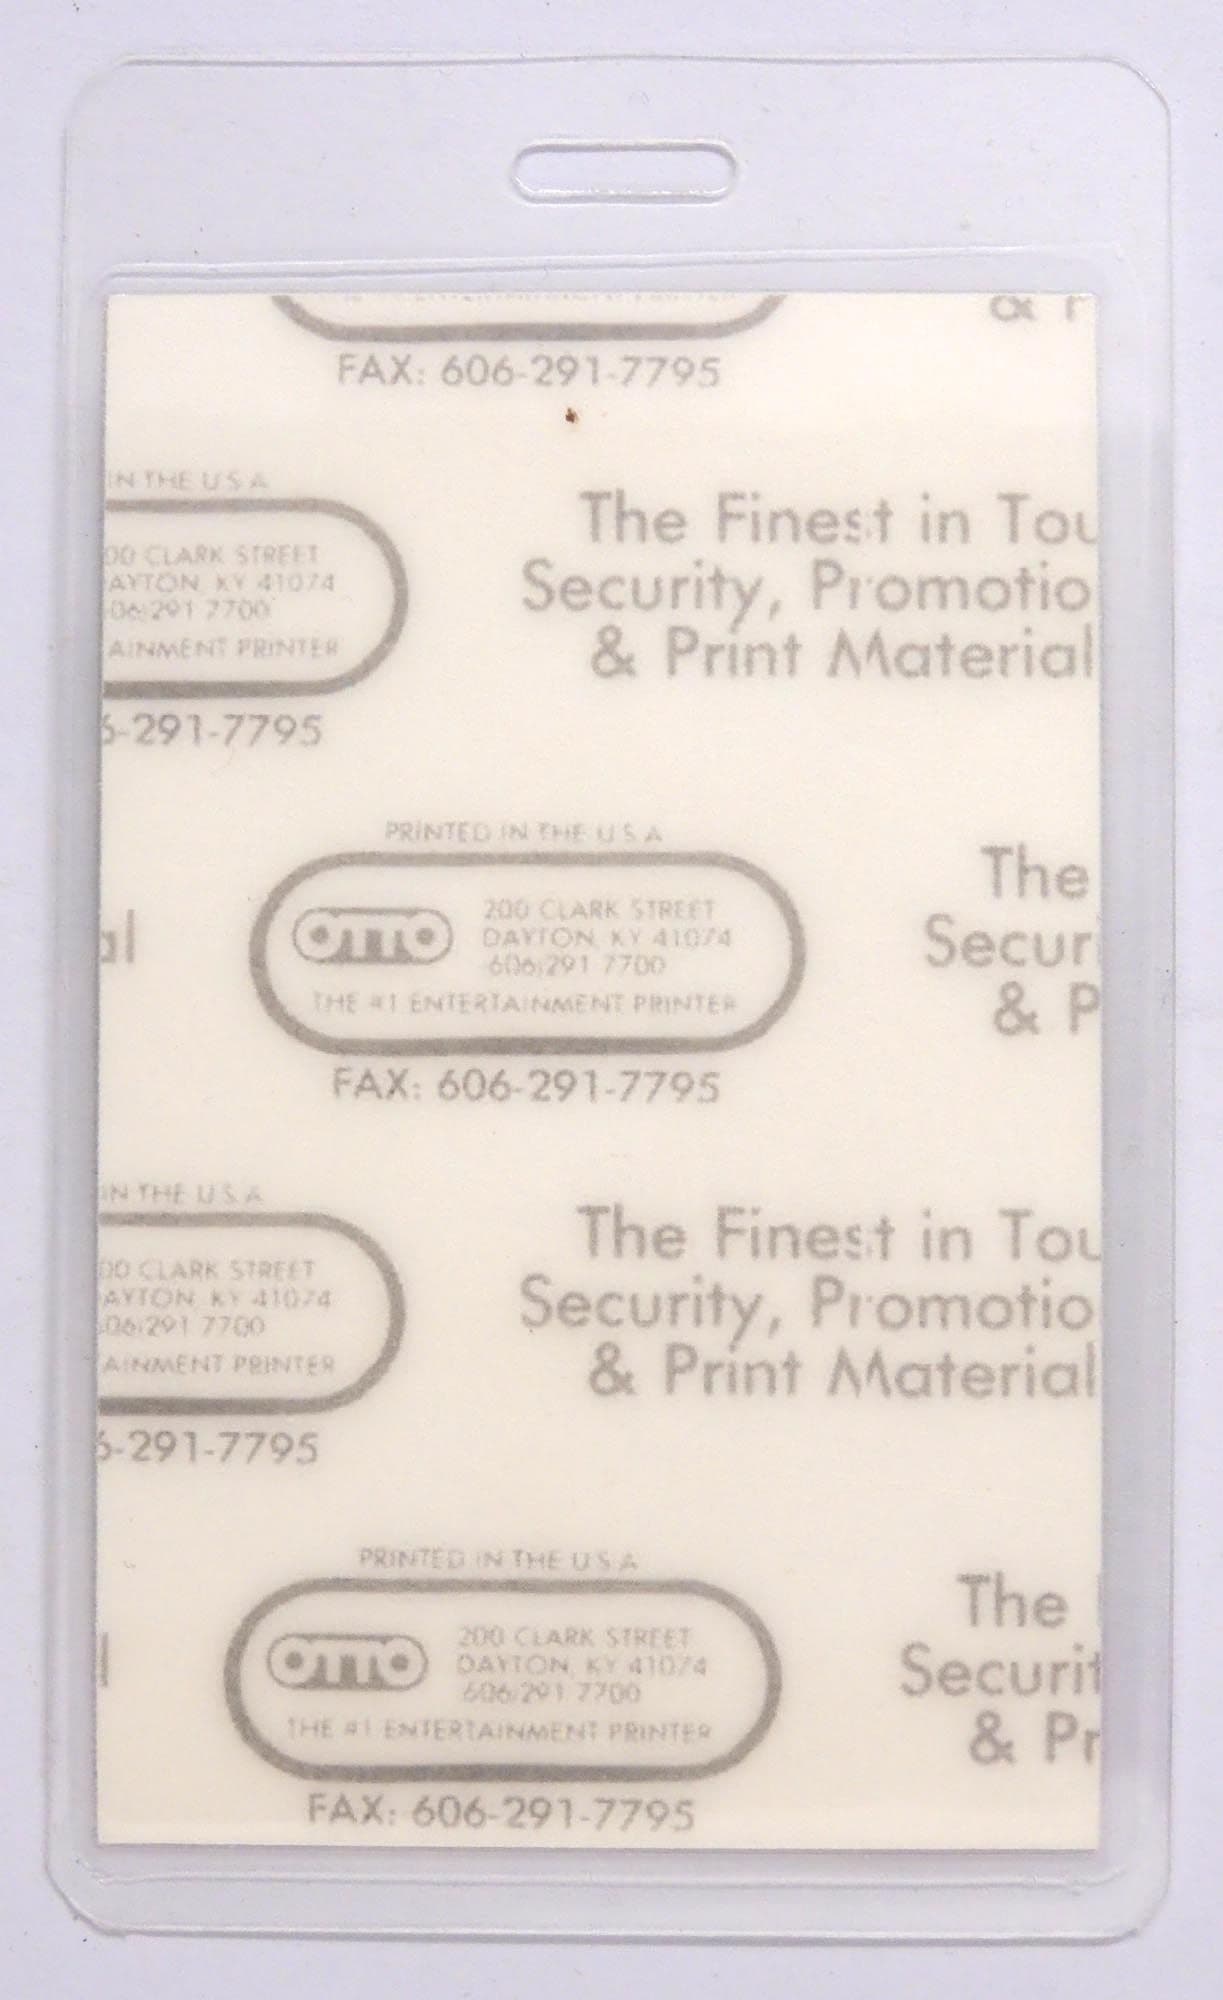 & P
FAX: 606-291-7795
IN THE U S A
00 CLARK STREET
AYTON, KY 41074
606/291 7700
AINMENT PRINTER
6-291-7795
The Finest in Tou
Security, Promotio
& Print Material
PRINTED IN THE U S A
OTTO
200 CLARK STREET
DAYTON, KY 41074
606/291 7700
THE #1 ENTERTAINMENT PRINTER
FAX: 606-291-7795
al
The
Secur
& P
IN THE U S A
00 CLARK STREET
AYTON, KY 41074
606/291 7700
AINMENT PRINTER
6-291-7795
The Finest in Tou
Security, Promotio
& Print Material
PRINTED IN THE U S A
OTTO
200 CLARK STREET
DAYTON, KY 41074
606/291 7700
THE #1 ENTERTAINMENT PRINTER
FAX: 606-291-7795
l
The
Securit
& Pr